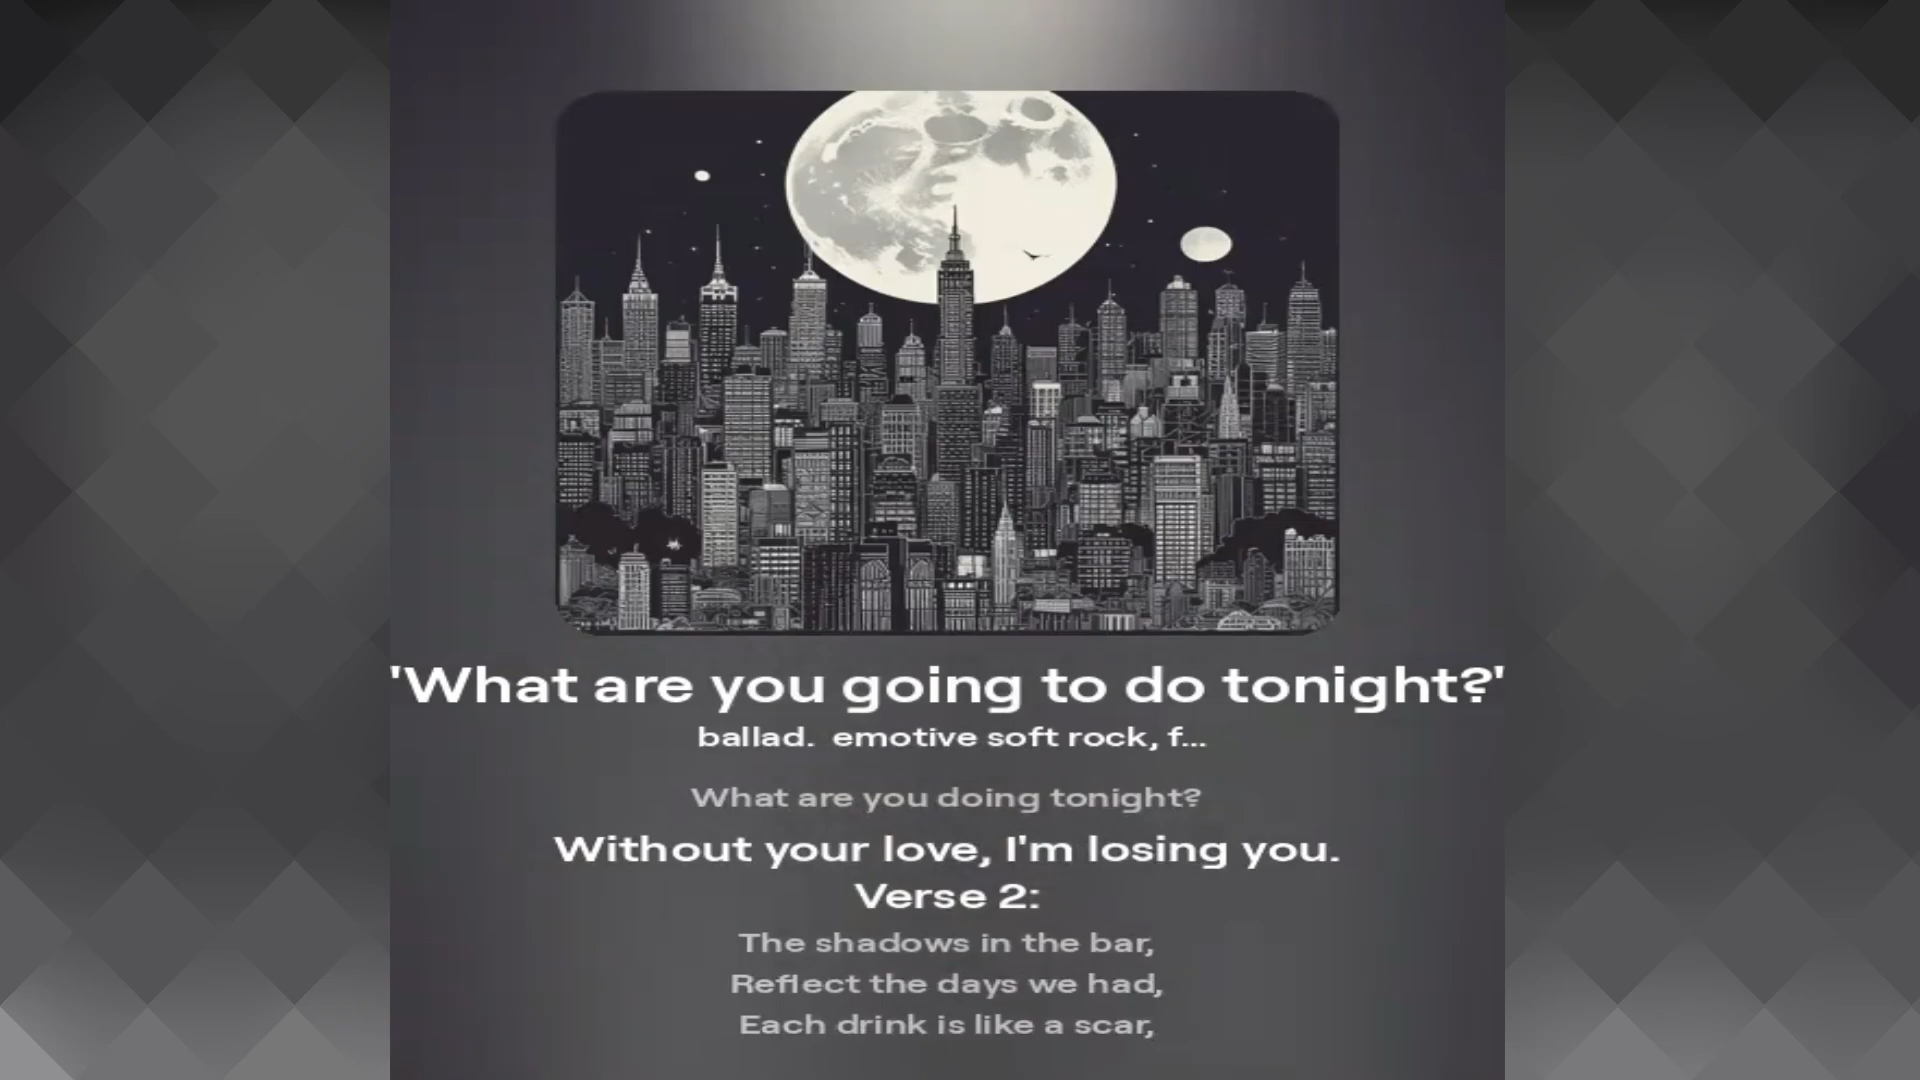 'What are you going to do tonight?'
ballad.  emotive soft rock, f...
What are you doing tonight?
Without your love, I'm losing you.
Verse 2:
The shadows in the bar,
Reflect the days we had,
Each drink is like a scar,